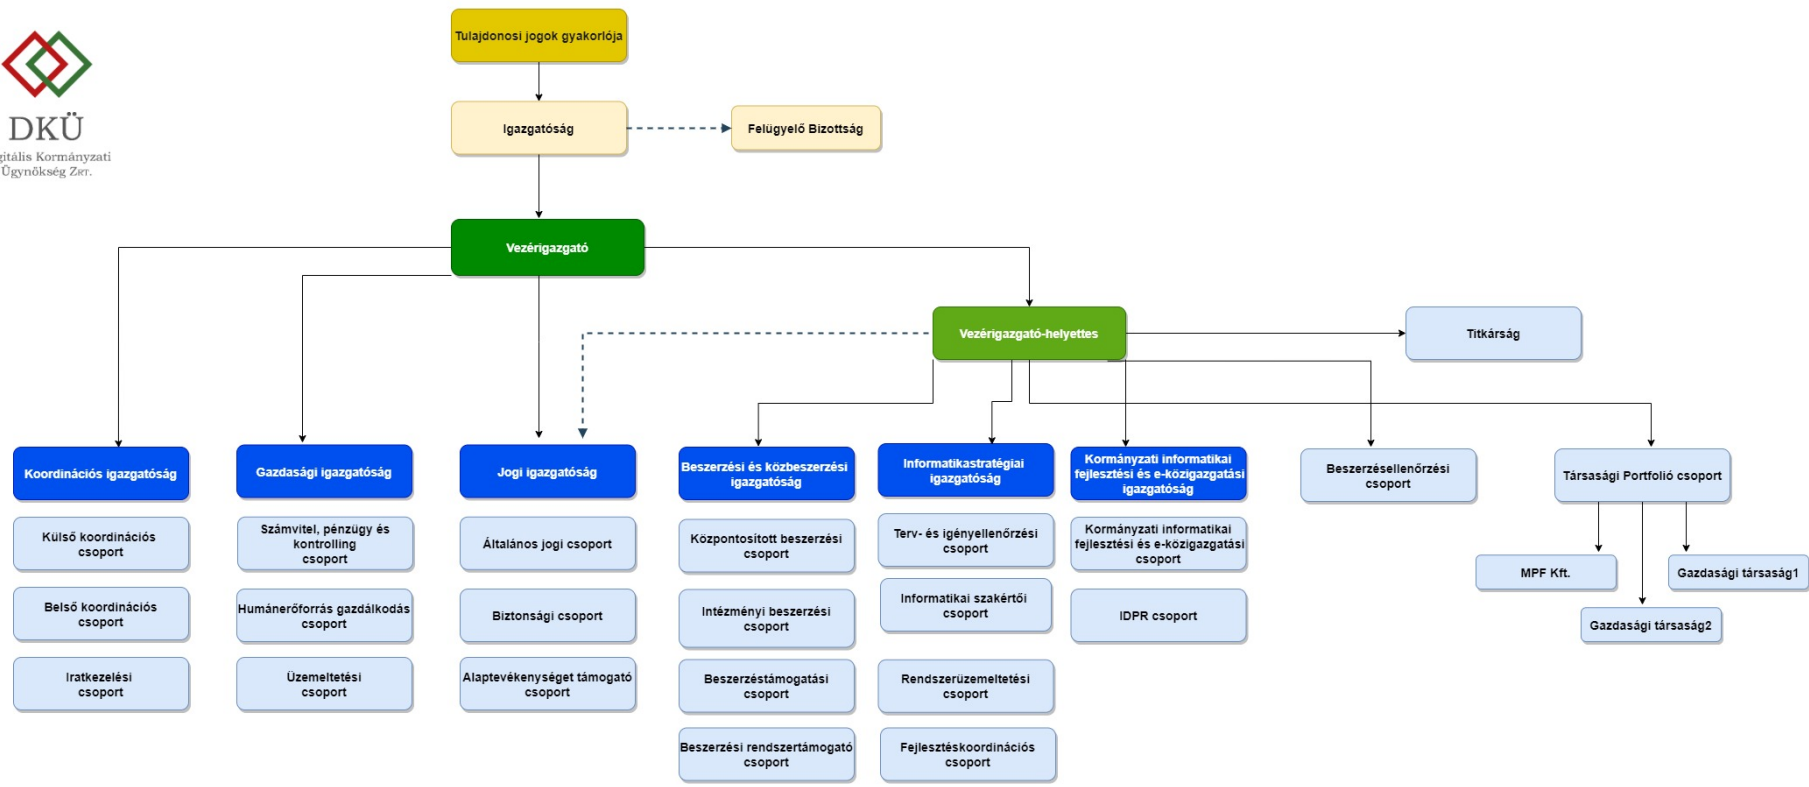 Tulajdonosi jogok gyakorlója
DKÜ
gitális Kormányzati
Ügynökség ZRT.
Igazgatóság
Felügyelő Bizottság
Vezérigazgató
Vezérigazgató-helyettes
Titkárság
Koordinációs igazgatóság
Gazdasági igazgatóság
Jogi igazgatóság
Beszerzési és közbeszerzési
igazgatóság
Informatikastratégiai
igazgatóság
Kormányzati informatikai
fejlesztési és e-közigazgatási
igazgatóság
Beszerzésellenőrzési
csoport
Társasági Portfolió csoport
Külső koordinációs
csoport
Számvitel, pénzügy és
kontrolling
csoport
Általános jogi csoport
Központosított beszerzési
csoport
Terv- és igényellenőrzési
csoport
Kormányzati informatikai
fejlesztési és e-közigazgatási
csoport
MPF Kft.
Gazdasági társaság1
Gazdasági társaság2
Belső koordinációs
csoport
Humánerőforrás gazdálkodás
csoport
Biztonsági csoport
Intézményi beszerzési
csoport
Informatikai szakértői
csoport
IDPR csoport
Iratkezelési
csoport
Üzemeltetési
csoport
Alaptevékenységet támogató
csoport
Beszerzéstámogatási
csoport
Rendszerüzemeltetési
csoport
Beszerzési rendszertámogató
csoport
Fejlesztéskoordinációs
csoport